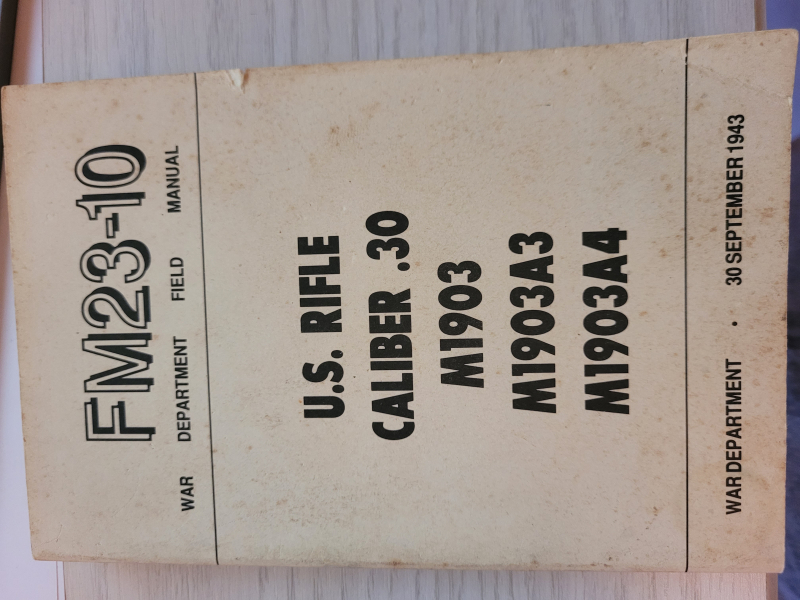 FM23-10
WAR DEPARTMENT FIELD MANUAL
U.S. RIFLE
CALIBER .30
M1903
M1903A3
M1903A4
WAR DEPARTMENT • 30 SEPTEMBER 1943